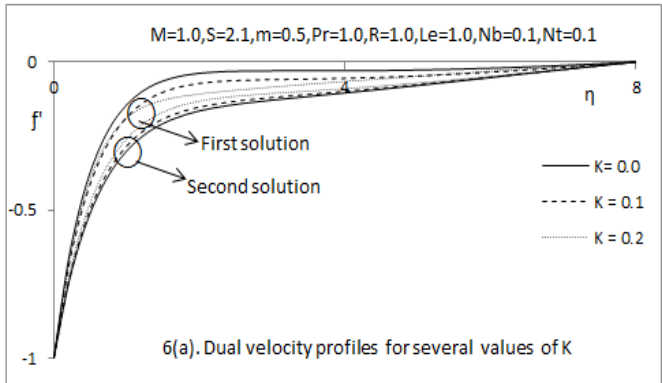 M=1.0,S=2.1,m=0.5,Pr=1.0,R=1.0,Le=1.0,Nb=0.1,Nt=0.1
0
0
4
η
8
f'
First solution
Second solution
K= 0.0
K = 0.1
K = 0.2
-0.5
6(a). Dual velocity profiles for several values of K
-1